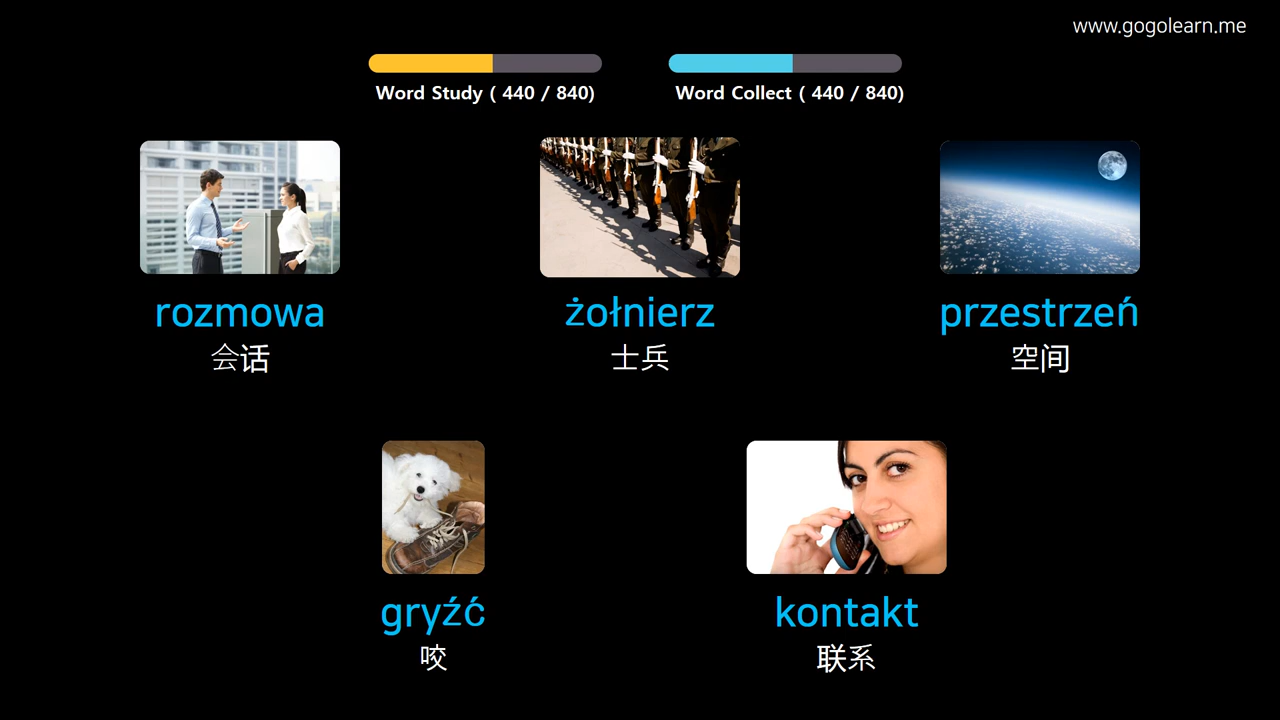 www.gogolearn.me
Word Study ( 440 / 840)
Word Collect ( 440 / 840)
rozmowa
会话
żołnierz
士兵
przestrzeń
空间
gryźć
咬
kontakt
联系